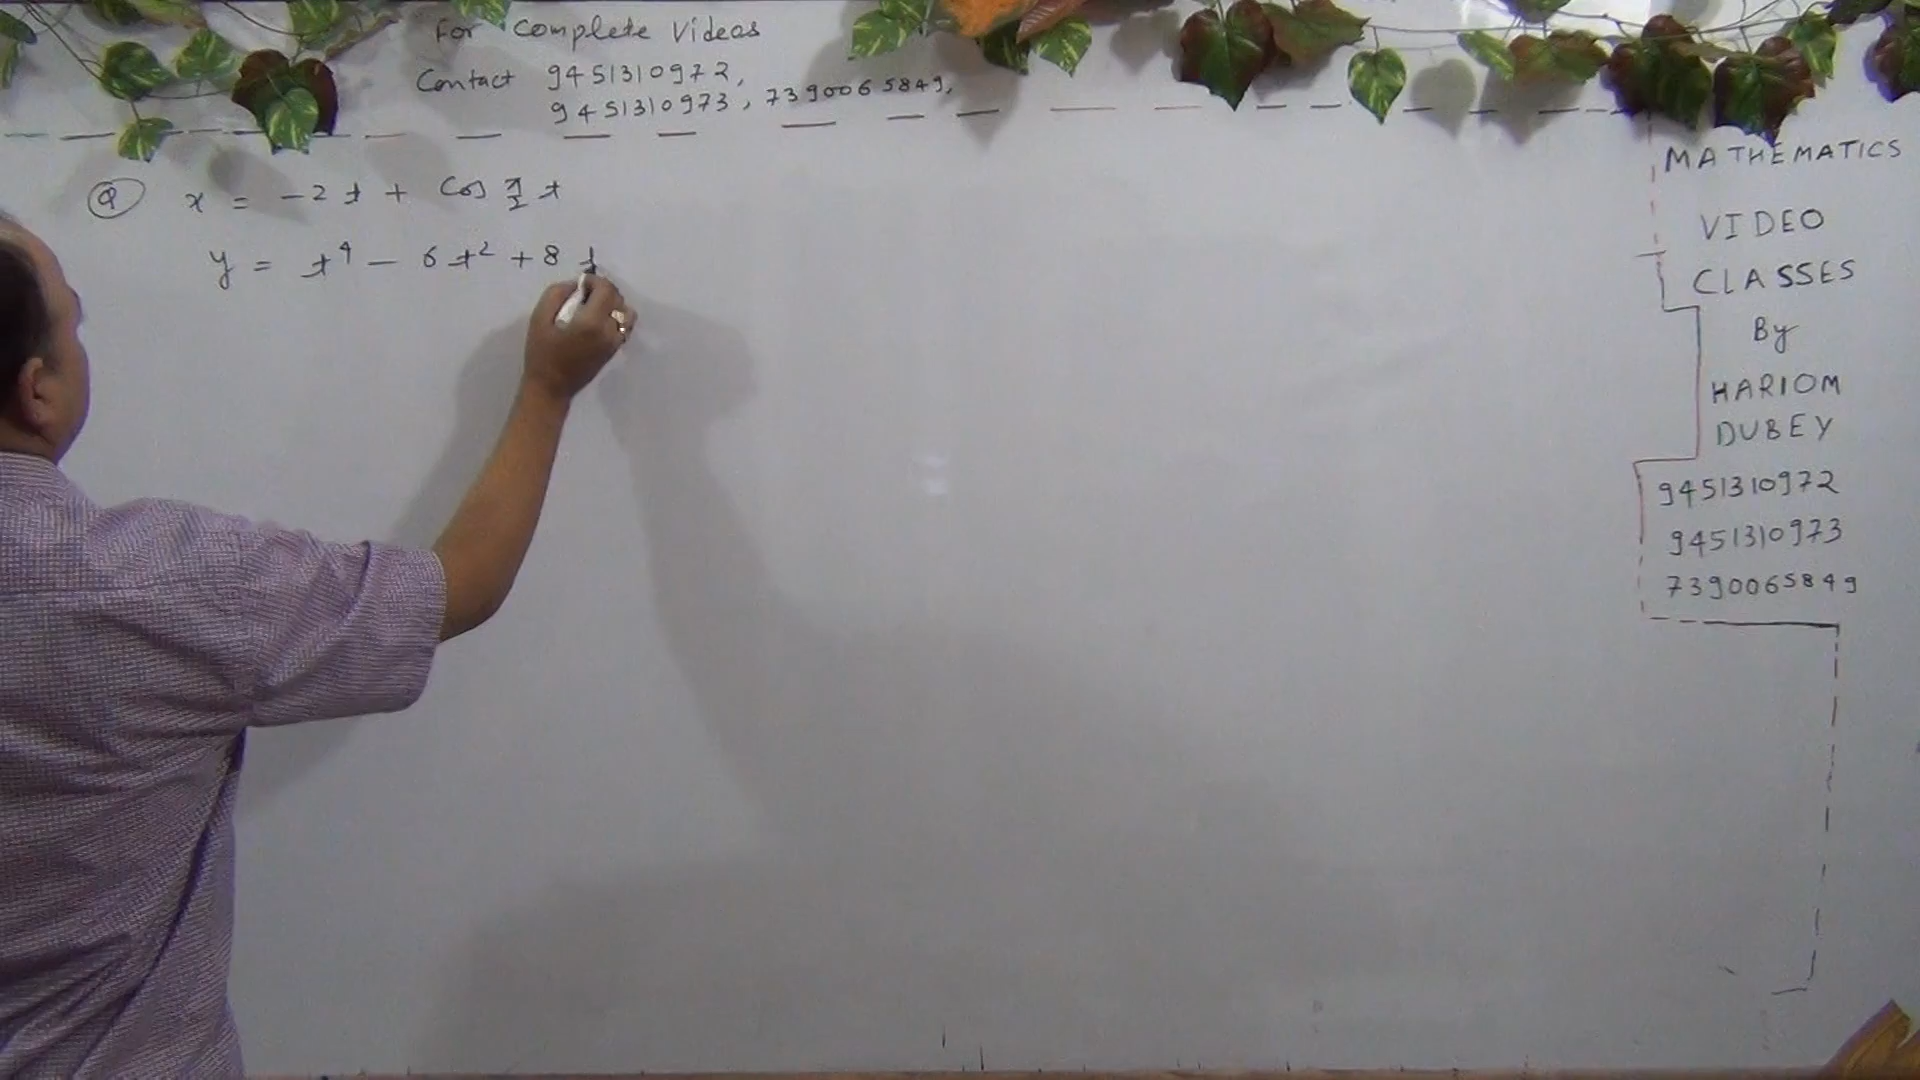 For Complete Videos
Contact 9451310972,
9451310973, 7390065849,
Q x = -2t + Cos π/2 t
y = t⁴ - 6t² + 8t
MATHEMATICS
VIDEO
CLASSES
By
HARIOM
DUBEY
9451310972
9451310973
7390065849